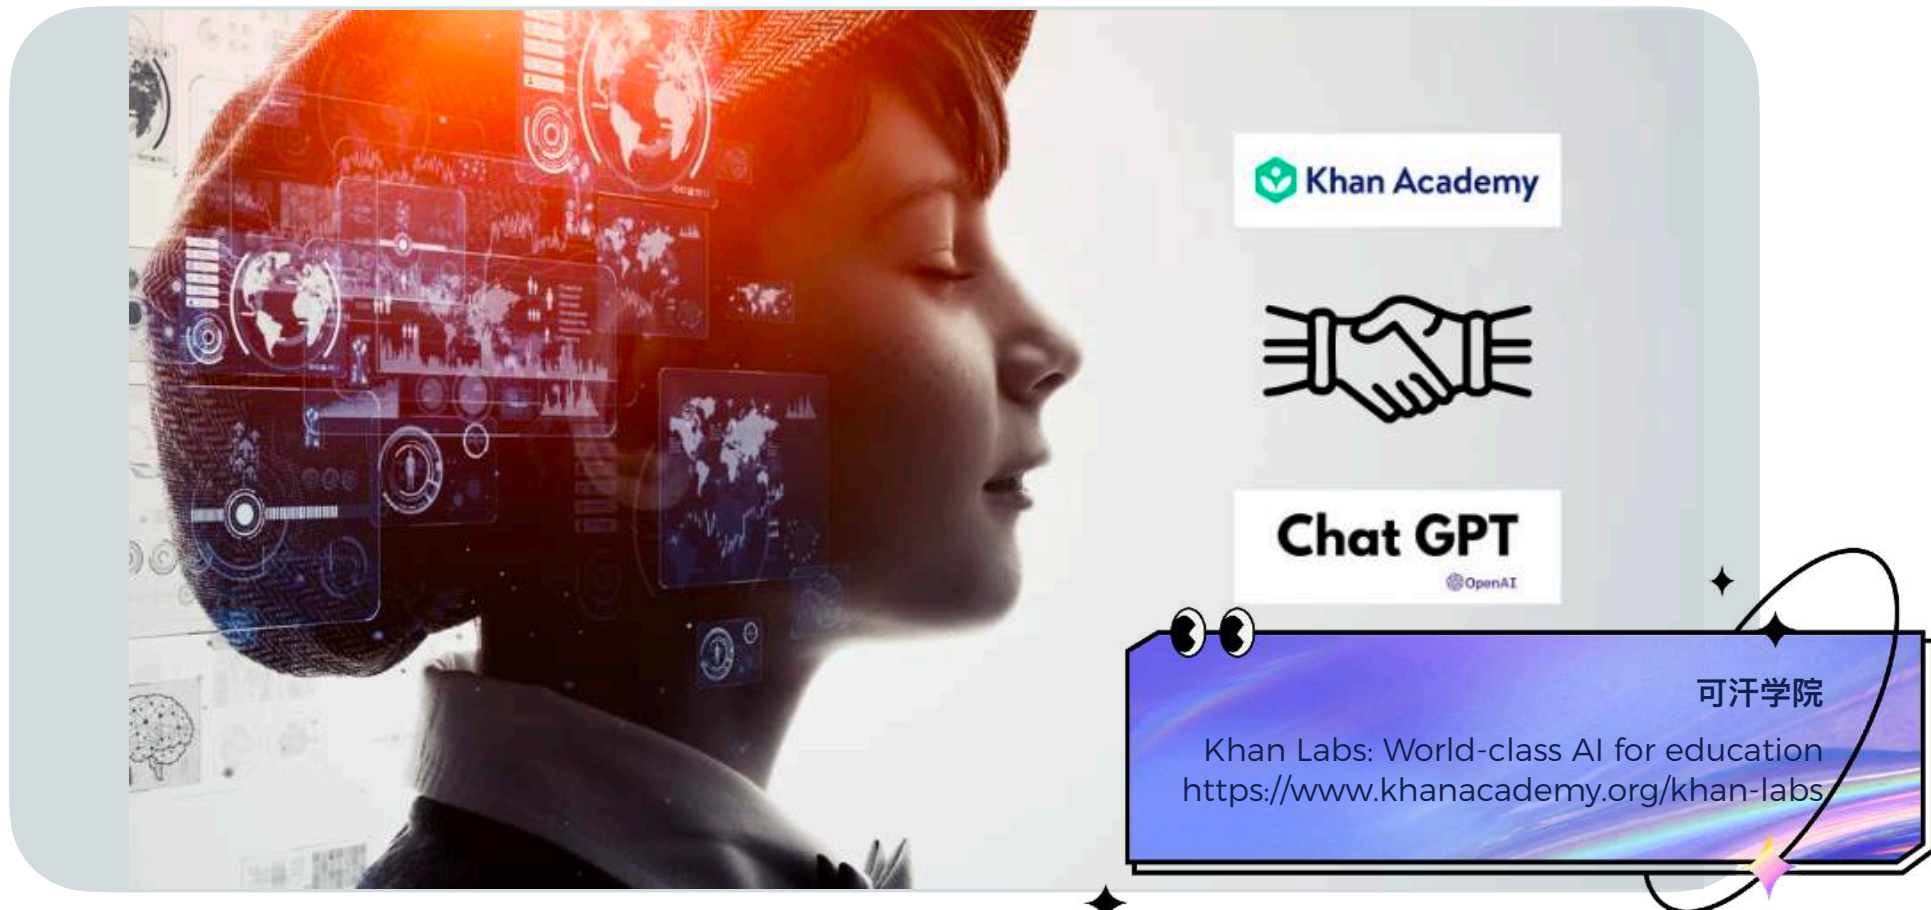 Khan Academy
Chat GPT
OpenAI
可汗学院
Khan Labs: World-class AI for education
https://www.khanacademy.org/khan-labs